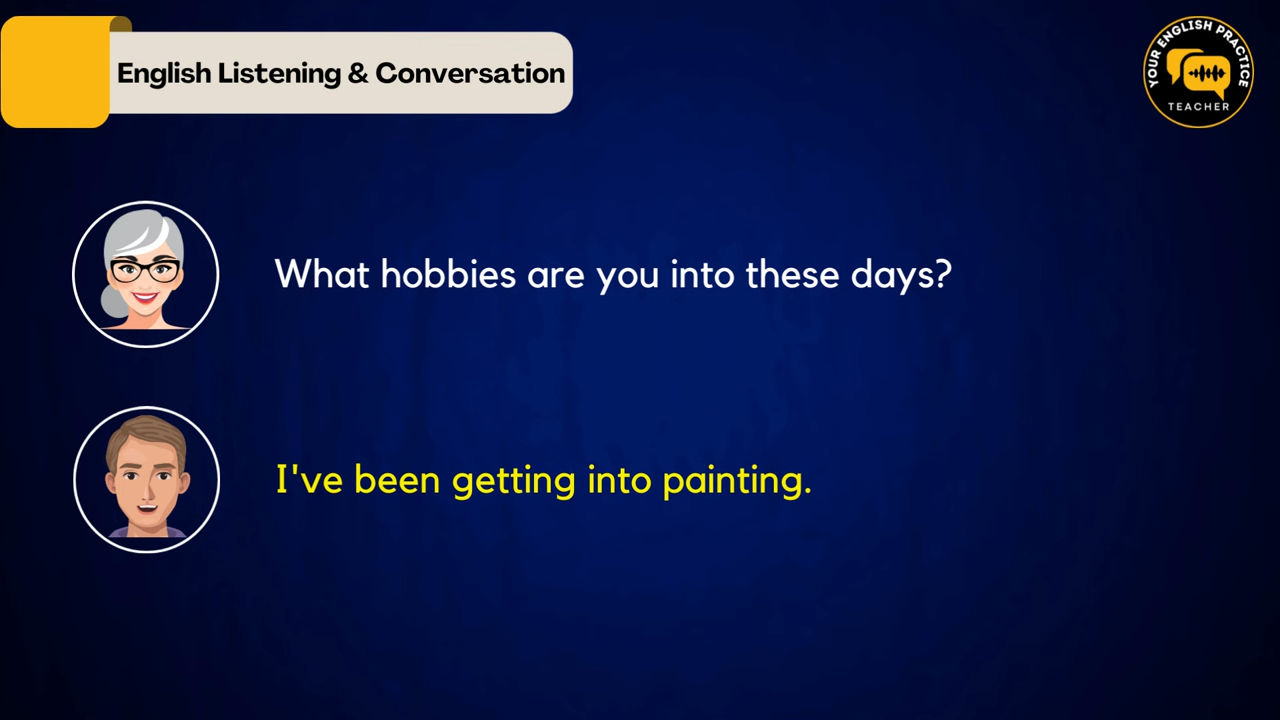 English Listening & Conversation
YOUR ENGLISH PRACTICE
TEACHER
What hobbies are you into these days?
I've been getting into painting.